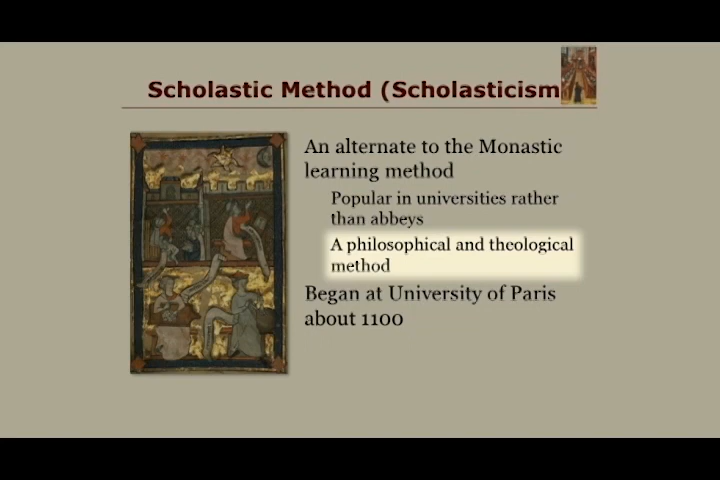 Scholastic Method (Scholasticism
An alternate to the Monastic
learning method
Popular in universities rather
than abbeys
A philosophical and theological
method
Began at University of Paris
about 1100